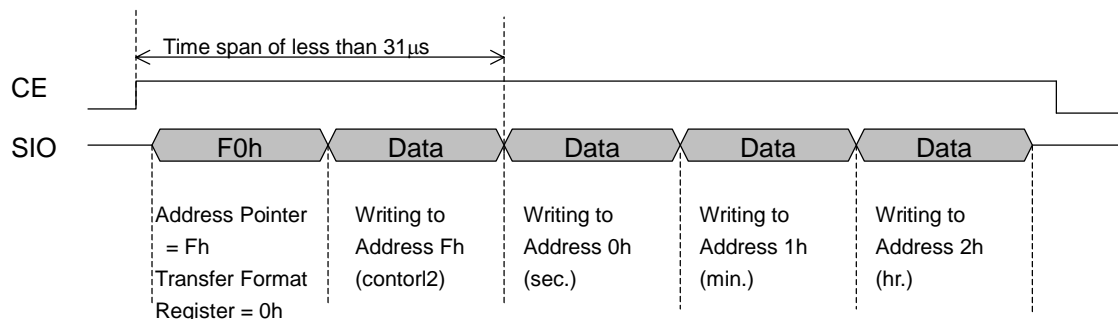 Time span of less than 31μs
CE
SIO
F0h
Data
Data
Data
Data
Address Pointer
= Fh
Transfer Format
Register = 0h
Writing to
Address Fh
(contorl2)
Writing to
Address 0h
(sec.)
Writing to
Address 1h
(min.)
Writing to
Address 2h
(hr.)